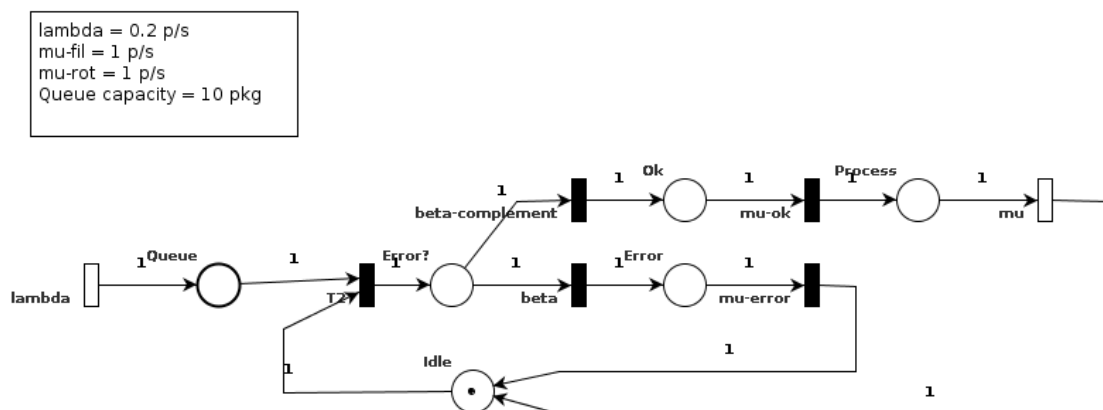 lambda = 0.2 p/s
mu-fil = 1 p/s
mu-rot = 1 p/s
Queue capacity = 10 pkg
Ok
Process
1
1
1
1
1
beta-complement
mu-ok
mu
Queue
Error?
Error
1
1
1
1
1
1
lambda
T2
beta
mu-error
Idle
1
1
1